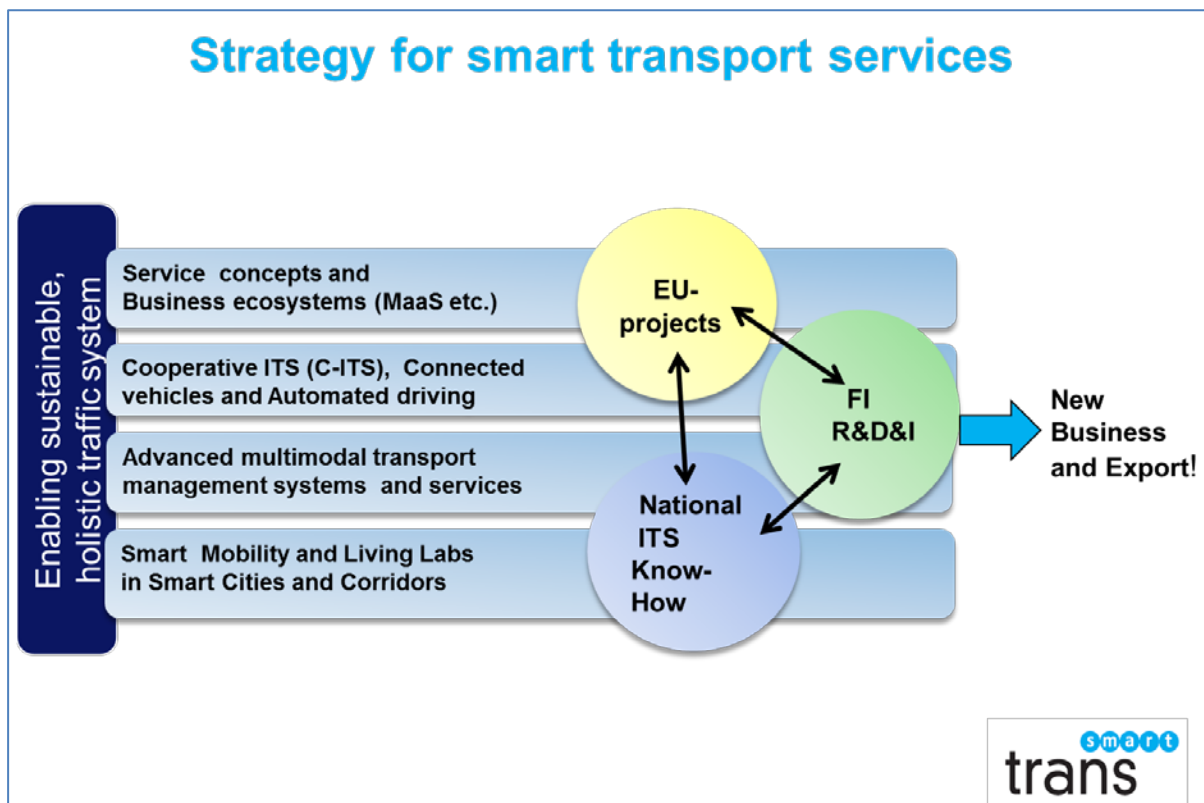 Strategy for smart transport services
Enabling sustainable,
holistic traffic system
Service concepts and
Business ecosystems (MaaS etc.)
Cooperative ITS (C-ITS), Connected
vehicles and Automated driving
Advanced multimodal transport
management systems and services
Smart Mobility and Living Labs
in Smart Cities and Corridors
EU-
projects
FI
R&D&I
National
ITS
Know-
How
New
Business
and Export!
smart
trans